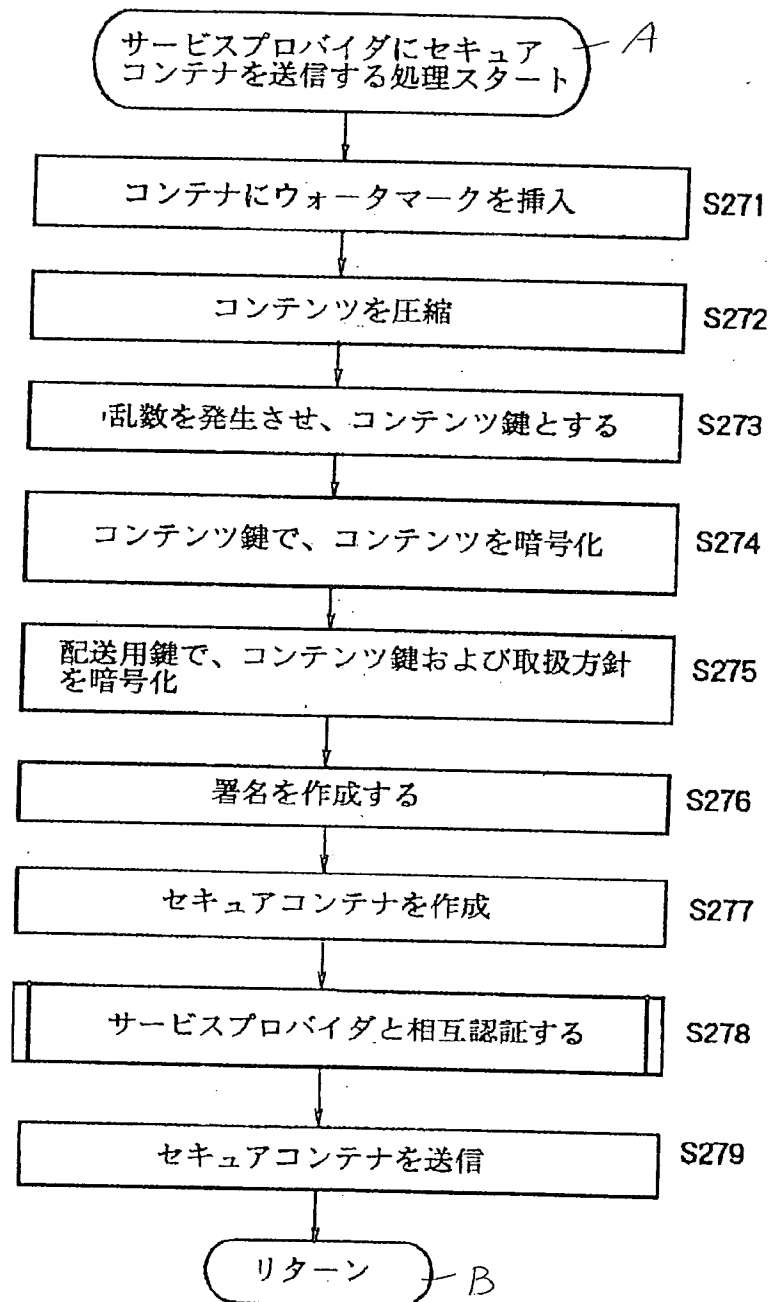 サービスプロバイダにセキュア
コンテナを送信する処理スタート
A
コンテナにウォータマークを挿入
S271
コンテンツを圧縮
S272
乱数を発生させ、コンテンツ鍵とする
S273
コンテンツ鍵で、コンテンツを暗号化
S274
配送用鍵で、コンテンツ鍵および取扱方針
を暗号化
S275
署名を作成する
S276
セキュアコンテナを作成
S277
サービスプロバイダと相互認証する
S278
セキュアコンテナを送信
S279
リターン
B